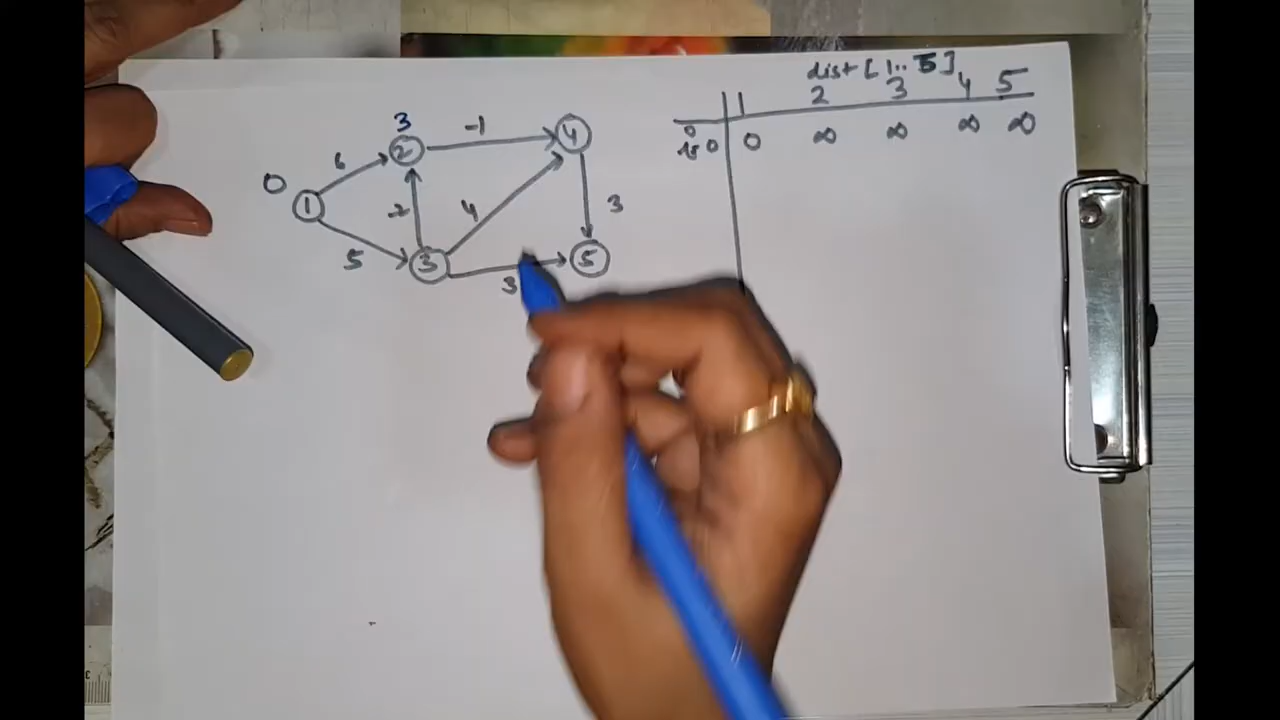 dist [1..5]
1 2 3 4 5
0 0 ∞ ∞ ∞ ∞
3
6 2 -1 4
0 1 -2 4 3
5 3 3 5